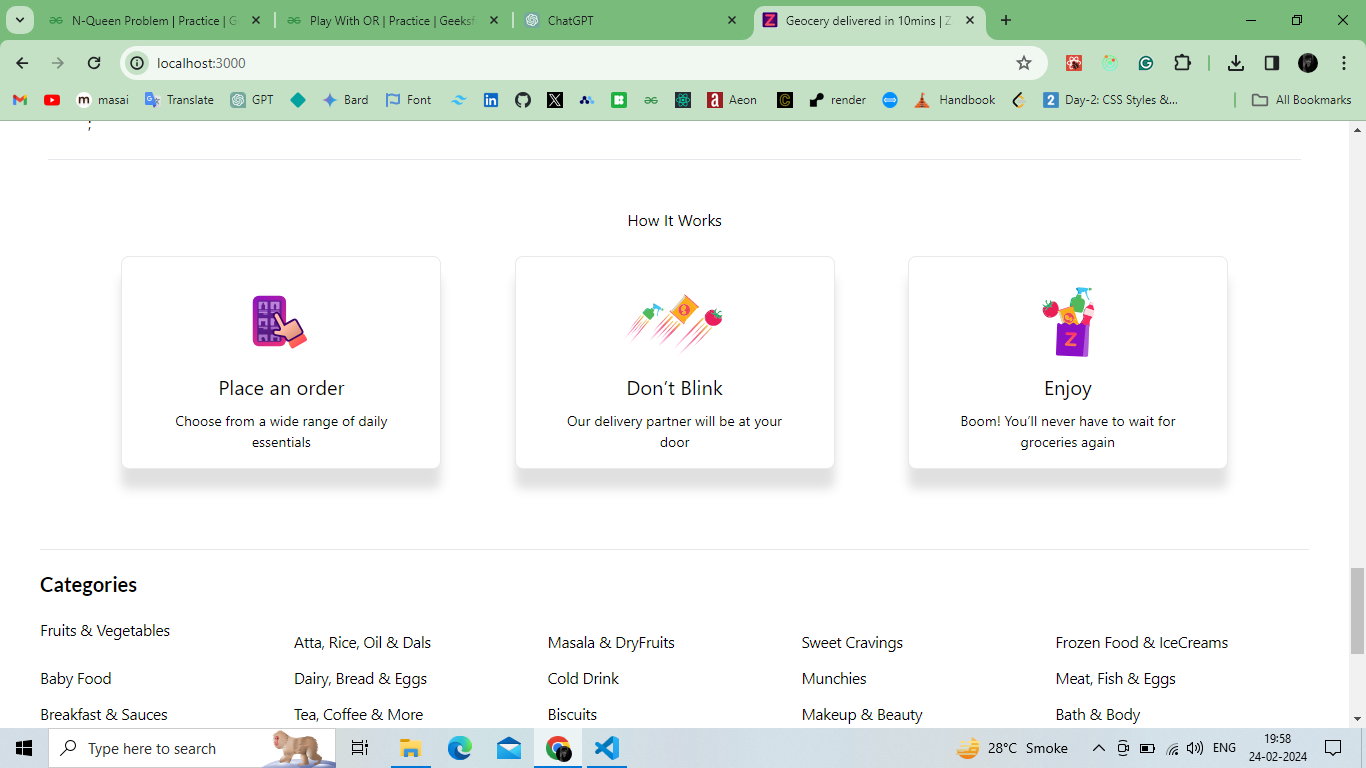 N-Queen Problem | Practice | G
Play With OR | Practice | Geeksf
ChatGPT
Geocery delivered in 10mins | Z
localhost:3000
masai
Translate
GPT
Bard
Font
Aeon
render
Handbook
2 Day-2: CSS Styles &...
All Bookmarks
;
How It Works
Place an order
Don’t Blink
Enjoy
Choose from a wide range of daily
essentials
Our delivery partner will be at your
door
Boom! You’ll never have to wait for
groceries again
Categories
Fruits & Vegetables
Atta, Rice, Oil & Dals
Masala & DryFruits
Sweet Cravings
Frozen Food & IceCreams
Baby Food
Dairy, Bread & Eggs
Cold Drink
Munchies
Meat, Fish & Eggs
Breakfast & Sauces
Tea, Coffee & More
Biscuits
Makeup & Beauty
Bath & Body
Type here to search
28°C Smoke
ENG
19:58
24-02-2024